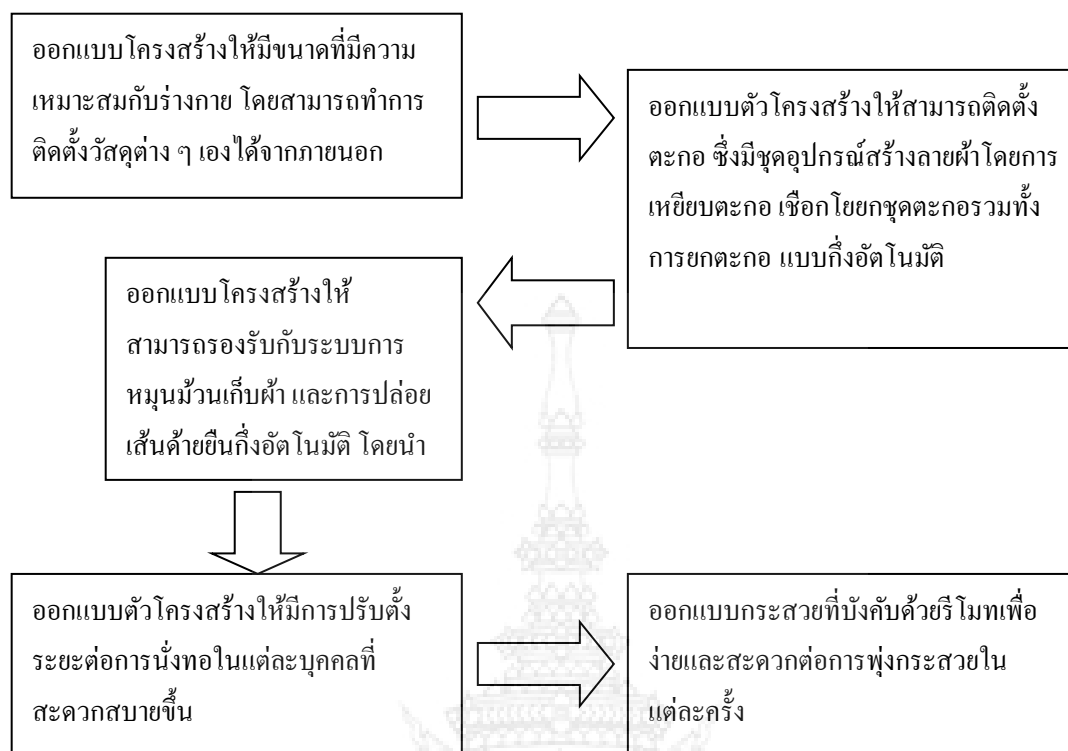 ออกแบบโครงสร้างให้มีขนาดที่มีความ
เหมาะสมกับร่างกาย โดยสามารถทำการ
ติดตั้งวัสดุต่าง ๆ เองได้จากภายนอก
ออกแบบตัวโครงสร้างให้สามารถติดตั้ง
ตะกอ ซึ่งมีชุดอุปกรณ์สร้างลายผ้าโดยการ
เหยียบตะกอ เชือกโยยกชุดตะกอรวมทั้ง
การยกตะกอ แบบกึ่งอัตโนมัติ
ออกแบบโครงสร้างให้
สามารถรองรับกับระบบการ
หมุนม้วนเก็บผ้า และการปล่อย
เส้นด้ายยืนกึ่งอัตโนมัติ โดยนำ
ออกแบบตัวโครงสร้างให้มีการปรับตั้ง
ระยะต่อการนั่งทอในแต่ละบุคคลที่
สะดวกสบายขึ้น
ออกแบบกระสวยที่บังคับด้วยรีโมทเพื่อ
ง่ายและสะดวกต่อการพุ่งกระสวยใน
แต่ละครั้ง